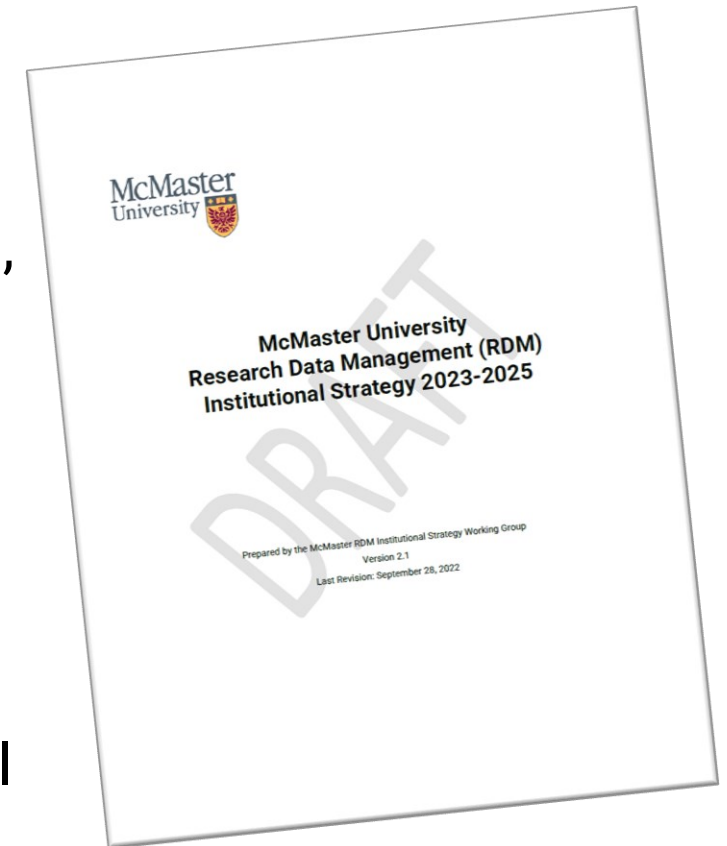 McMaster
University
,
McMaster University
Research Data Management (RDM)
Institutional Strategy 2023-2025
DRAFT
Prepared by the McMaster RDM Institutional Strategy Working Group
Version 2.1
Last Revision: September 28, 2022